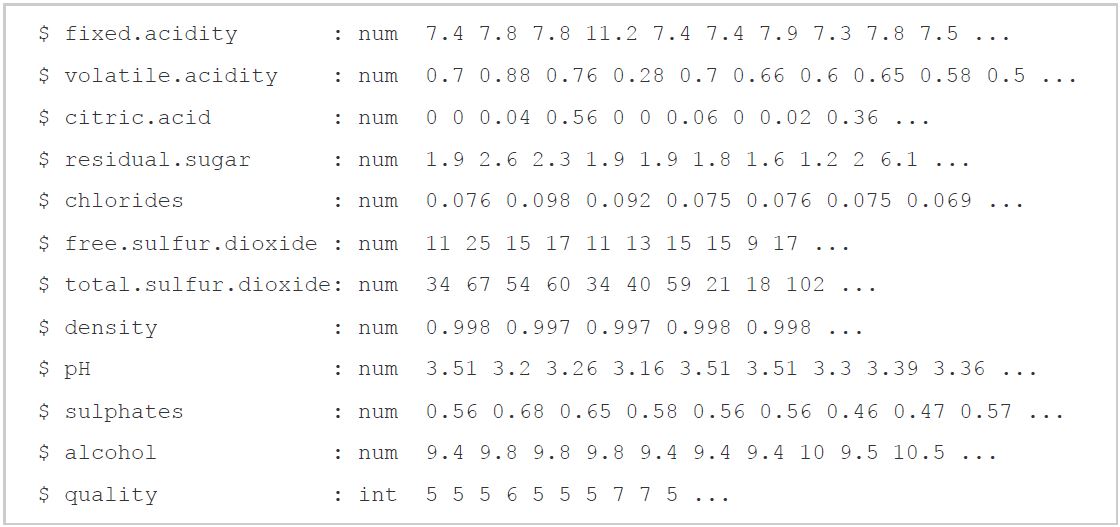 $ fixed.acidity : num 7.4 7.8 7.8 11.2 7.4 7.4 7.9 7.3 7.8 7.5 ...
$ volatile.acidity : num 0.7 0.88 0.76 0.28 0.7 0.66 0.6 0.65 0.58 0.5 ...
$ citric.acid : num 0 0 0.04 0.56 0 0 0.06 0 0.02 0.36 ...
$ residual.sugar : num 1.9 2.6 2.3 1.9 1.9 1.8 1.6 1.2 2 6.1 ...
$ chlorides : num 0.076 0.098 0.092 0.075 0.076 0.075 0.069 ...
$ free.sulfur.dioxide : num 11 25 15 17 11 13 15 15 9 17 ...
$ total.sulfur.dioxide: num 34 67 54 60 34 40 59 21 18 102 ...
$ density : num 0.998 0.997 0.997 0.998 0.998 ...
$ pH : num 3.51 3.2 3.26 3.16 3.51 3.51 3.3 3.39 3.36 ...
$ sulphates : num 0.56 0.68 0.65 0.58 0.56 0.56 0.46 0.47 0.57 ...
$ alcohol : num 9.4 9.8 9.8 9.8 9.4 9.4 9.4 10 9.5 10.5 ...
$ quality : int 5 5 5 6 5 5 5 7 7 5 ...